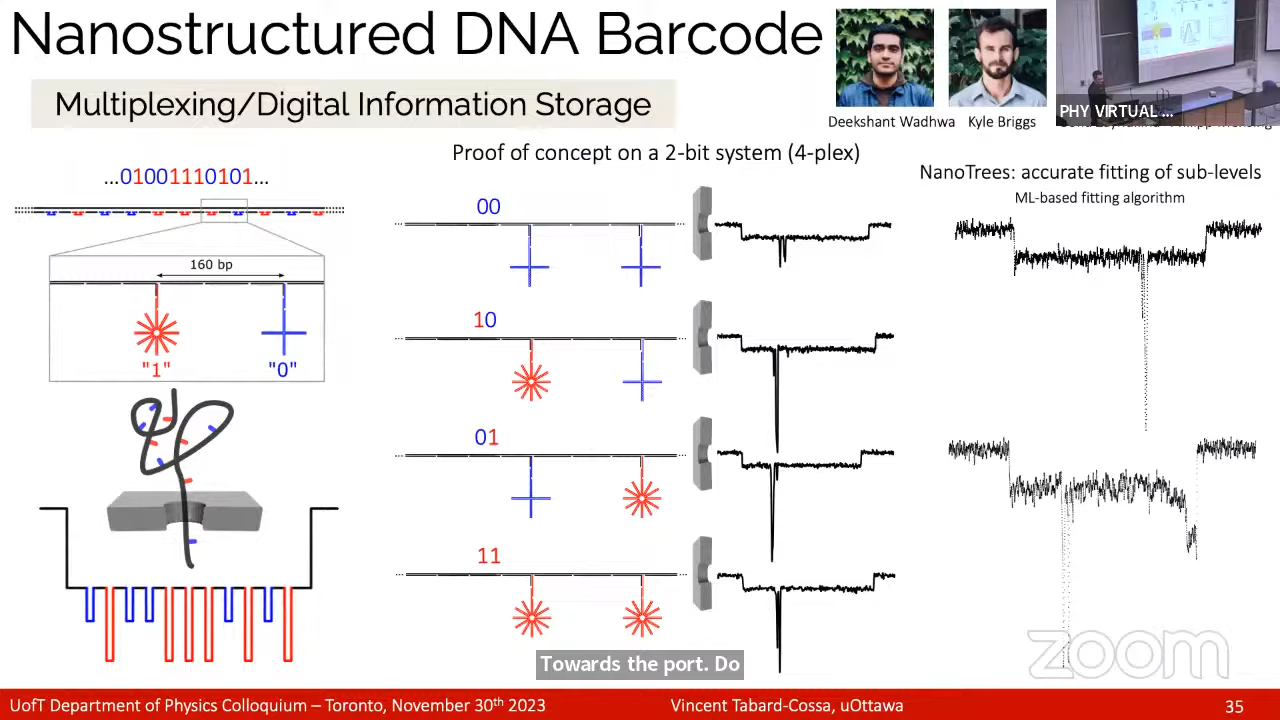 Nanostructured DNA Barcode
Multiplexing/Digital Information Storage
Deekshant Wadhwa
Kyle Briggs
PHY VIRTUAL ...
...01001110101...
160 bp
"1"
"0"
Proof of concept on a 2-bit system (4-plex)
00
10
01
11
NanoTrees: accurate fitting of sub-levels
ML-based fitting algorithm
Towards the port. Do
zoom
UofT Department of Physics Colloquium – Toronto, November 30th 2023
Vincent Tabard-Cossa, uOttawa
35